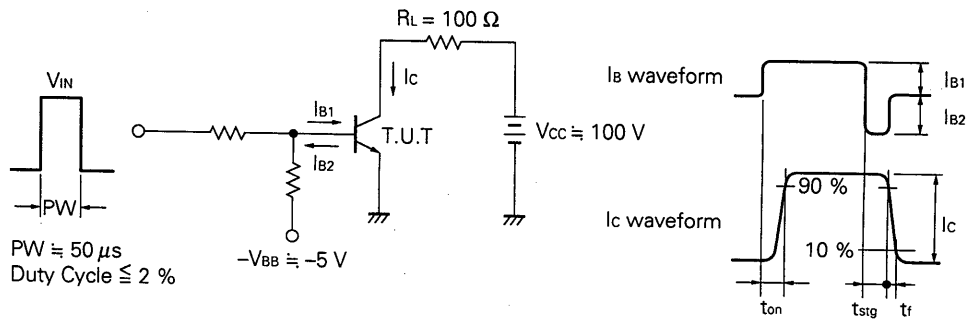 RL = 100 Ω
VIN
IC
IB1
T.U.T
IB2
VCC ≒ 100 V
PW
PW ≒ 50 μs
Duty Cycle ≦ 2 %
−VBB ≒ −5 V
IB waveform
IB1
IB2
90 %
IC waveform
IC
10 %
ton
tstg
tf